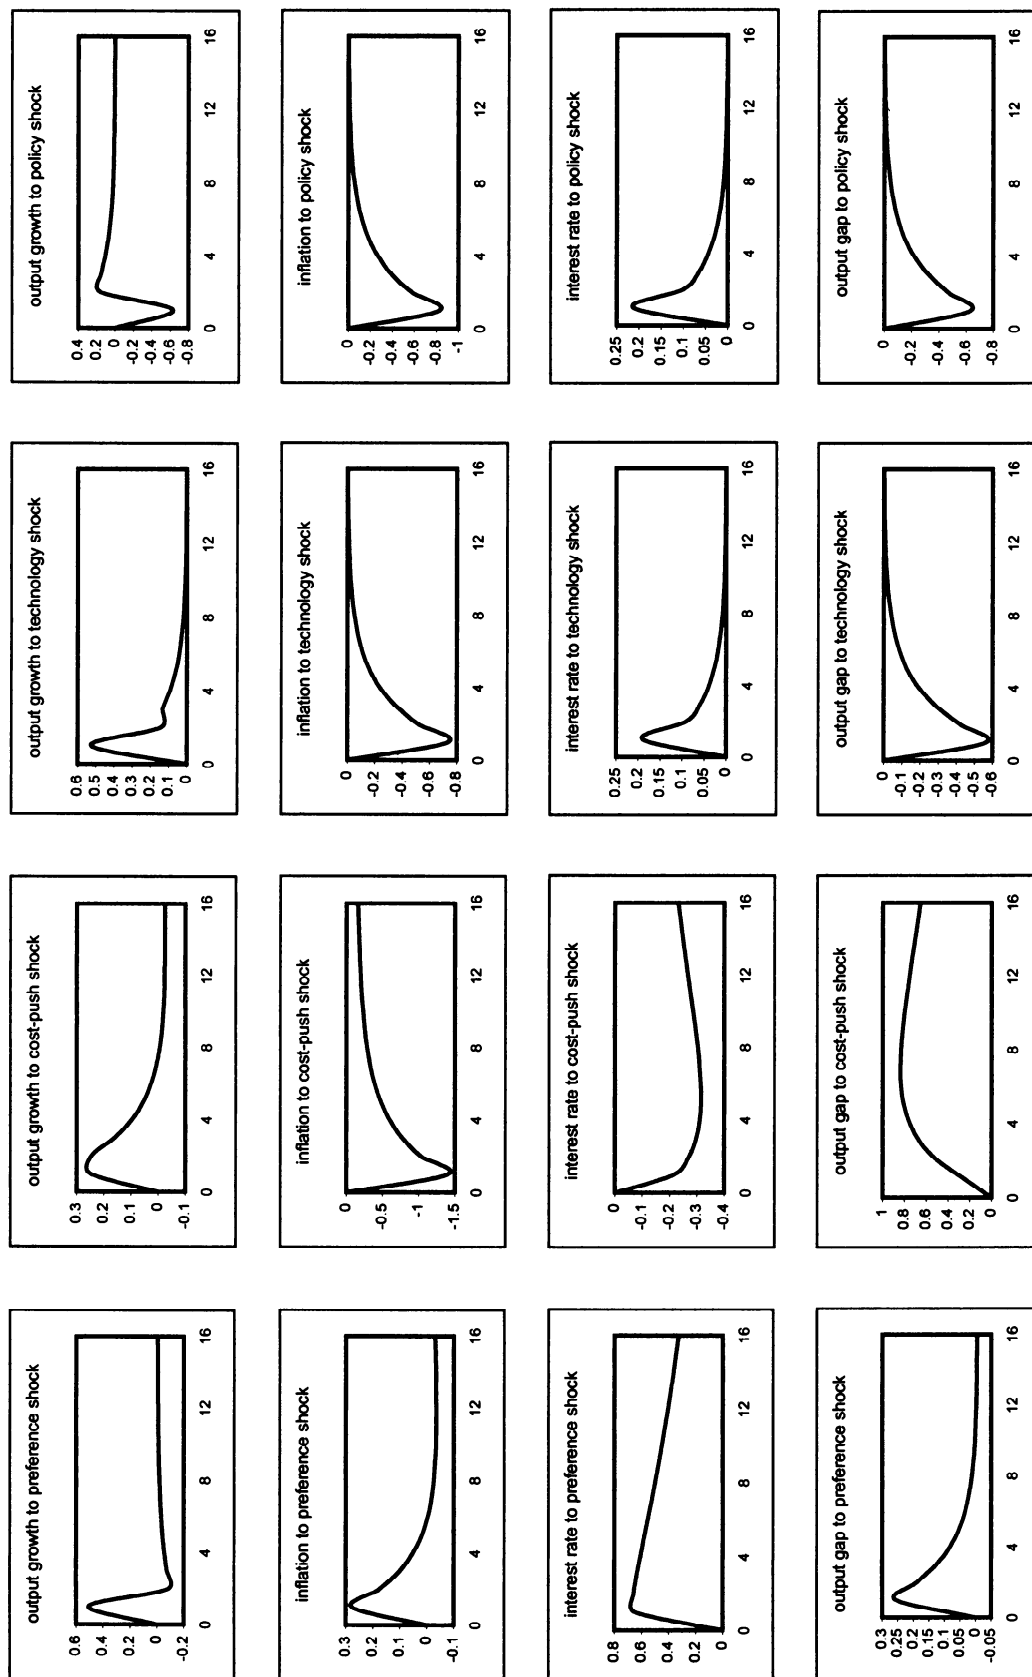 output growth to preference shock
0.6
0.4
0.2
0
-0.2
0 4 8 12 16
output growth to cost-push shock
0.3
0.2
0.1
0
-0.1
0 4 8 12 16
output growth to technology shock
0.6
0.5
0.4
0.3
0.2
0.1
0
0 4 8 12 16
output growth to policy shock
0.4
0.2
0
-0.2
-0.4
-0.6
-0.8
0 4 8 12 16
inflation to preference shock
0.3
0.2
0.1
0
-0.1
0 4 8 12 16
inflation to cost-push shock
0
-0.5
-1
-1.5
0 4 8 12 16
inflation to technology shock
0
-0.2
-0.4
-0.6
-0.8
0 4 8 12 16
inflation to policy shock
0
-0.2
-0.4
-0.6
-0.8
-1
0 4 8 12 16
interest rate to preference shock
0.8
0.6
0.4
0.2
0
0 4 8 12 16
interest rate to cost-push shock
0
-0.1
-0.2
-0.3
-0.4
0 4 8 12 16
interest rate to technology shock
0.25
0.2
0.15
0.1
0.05
0
0 4 8 12 16
interest rate to policy shock
0.25
0.2
0.15
0.1
0.05
0
0 4 8 12 16
output gap to preference shock
0.3
0.25
0.2
0.15
0.1
0.05
0
-0.05
0 4 8 12 16
output gap to cost-push shock
1
0.8
0.6
0.4
0.2
0
0 4 8 12 16
output gap to technology shock
0
-0.1
-0.2
-0.3
-0.4
-0.5
-0.6
0 4 8 12 16
output gap to policy shock
0
-0.2
-0.4
-0.6
-0.8
0 4 8 12 16